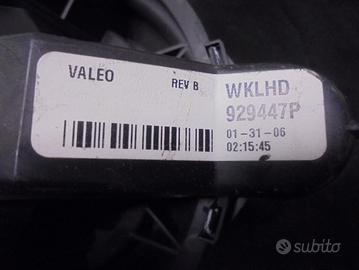 VALEO REV B WKLHD
929447P
01-31-06
02:15:45
subito